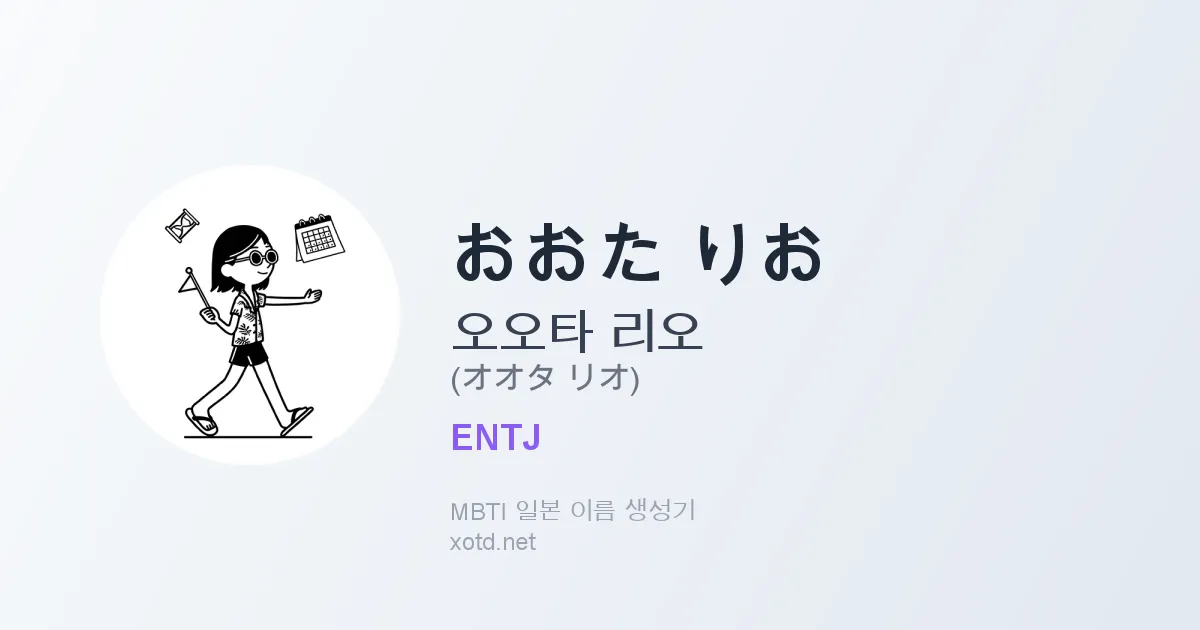 おおた りお
오오타 리오
(オオタ リオ)
ENTJ
MBTI 일본 이름 생성기
xotd.net